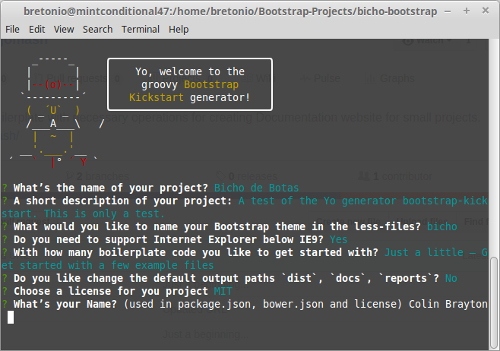 bretonio@mintconditional47:/home/bretonio/Bootstrap-Projects/bicho-bootstrap
File Edit View Search Terminal Help
Yo, welcome to the
groovy Bootstrap
Kickstart generator!
? What's the name of your project? Bicho de Botas
? A short description of your project: A test of the Yo generator bootstrap-kick
start. This is only a test.
? What would you like to name your Bootstrap theme in the less-files? bicho
? Do you need to support Internet Explorer below IE9? Yes
? With how many boilerplate code you like to get started with? Just a little – G
et started with a few example files
? Do you like change the default output paths `dist`, `docs`, `reports`? No
? Choose a license for you project MIT
? What's your Name? (used in package.json, bower.json and license) Colin Brayton